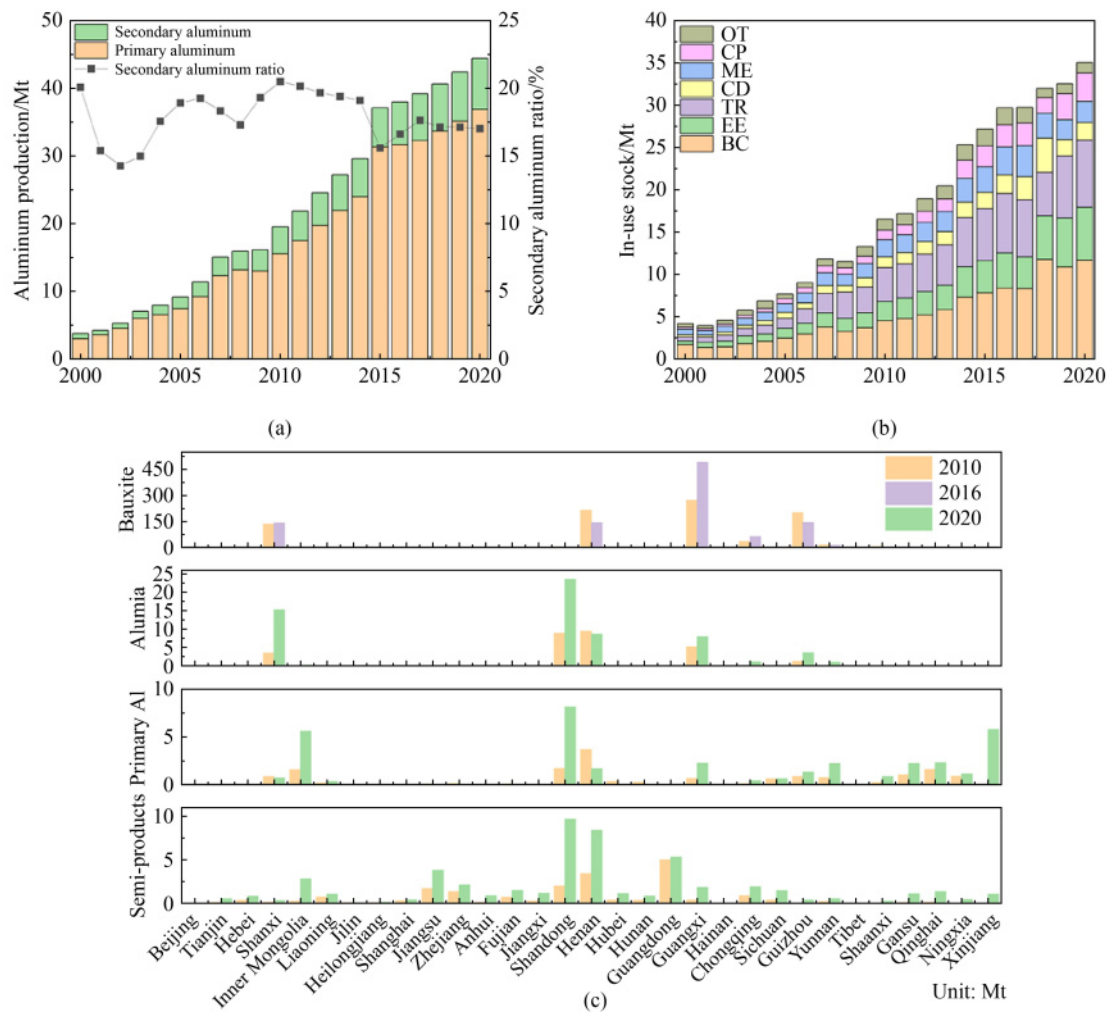 Aluminum production/Mt
50
40
30
20
10
0
Secondary aluminum
Primary aluminum
Secondary aluminum ratio
25
20
15
10
5
0
Secondary aluminum ratio/%
2000 2005 2010 2015 2020
(a)
In-use stock/Mt
40
35
30
25
20
15
10
5
0
OT
CP
ME
CD
TR
EE
BC
2000 2005 2010 2015 2020
(b)
Bauxite
450
300
150
0
2010
2016
2020
Alumia
25
20
15
10
5
0
Primary Al
10
5
0
Semi-products
10
5
0
Beijing
Tianjin
Hebei
Shanxi
Inner Mongolia
Liaoning
Jilin
Heilongjiang
Shanghai
Jiangsu
Zhejiang
Anhui
Fujian
Jiangxi
Shandong
Henan
Hubei
Hunan
Guangdong
Guangxi
Hainan
Chongqing
Sichuan
Guizhou
Yunnan
Tibet
Shaanxi
Gansu
Qinghai
Ningxia
Xinjiang
(c)
Unit: Mt